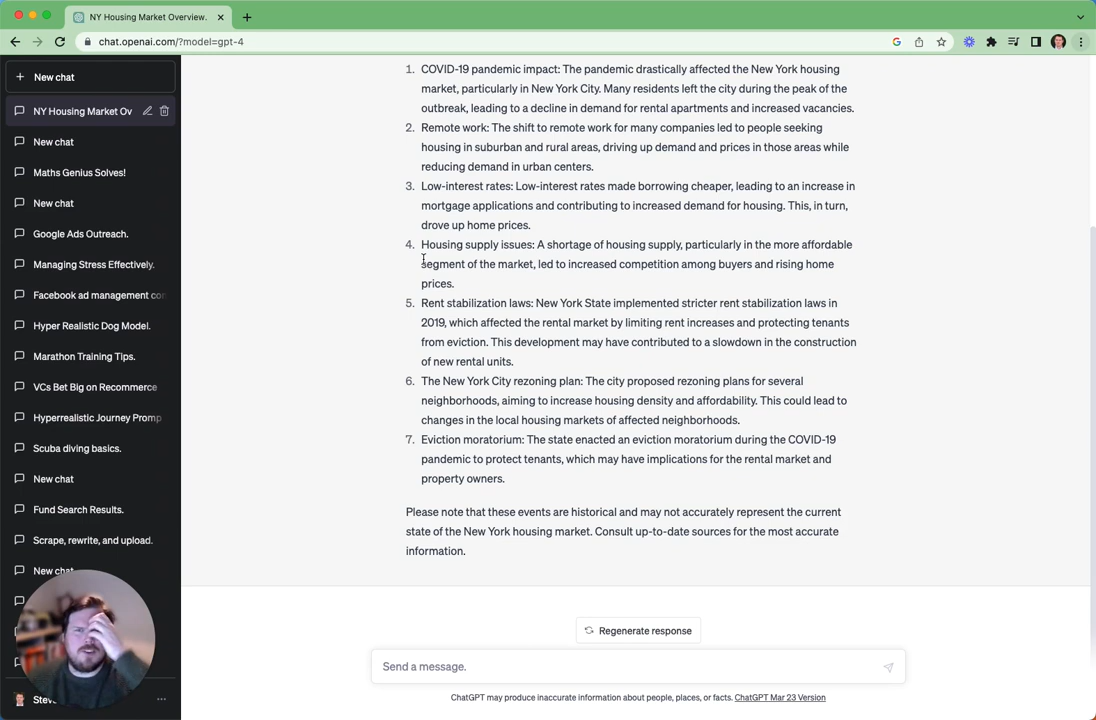 NY Housing Market Overview.
chat.openai.com/?model=gpt-4
New chat
NY Housing Market Ov
New chat
Maths Genius Solves!
New chat
Google Ads Outreach.
Managing Stress Effectively.
Facebook ad management con
Hyper Realistic Dog Model.
Marathon Training Tips.
VCs Bet Big on Recommerce
Hyperrealistic Journey Promp
Scuba diving basics.
New chat
Fund Search Results.
Scrape, rewrite, and upload.
New chat
Steve
1. COVID-19 pandemic impact: The pandemic drastically affected the New York housing
market, particularly in New York City. Many residents left the city during the peak of the
outbreak, leading to a decline in demand for rental apartments and increased vacancies.
2. Remote work: The shift to remote work for many companies led to people seeking
housing in suburban and rural areas, driving up demand and prices in those areas while
reducing demand in urban centers.
3. Low-interest rates: Low-interest rates made borrowing cheaper, leading to an increase in
mortgage applications and contributing to increased demand for housing. This, in turn,
drove up home prices.
4. Housing supply issues: A shortage of housing supply, particularly in the more affordable
segment of the market, led to increased competition among buyers and rising home
prices.
5. Rent stabilization laws: New York State implemented stricter rent stabilization laws in
2019, which affected the rental market by limiting rent increases and protecting tenants
from eviction. This development may have contributed to a slowdown in the construction
of new rental units.
6. The New York City rezoning plan: The city proposed rezoning plans for several
neighborhoods, aiming to increase housing density and affordability. This could lead to
changes in the local housing markets of affected neighborhoods.
7. Eviction moratorium: The state enacted an eviction moratorium during the COVID-19
pandemic to protect tenants, which may have implications for the rental market and
property owners.
Please note that these events are historical and may not accurately represent the current
state of the New York housing market. Consult up-to-date sources for the most accurate
information.
Regenerate response
Send a message.
ChatGPT may produce inaccurate information about people, places, or facts. ChatGPT Mar 23 Version